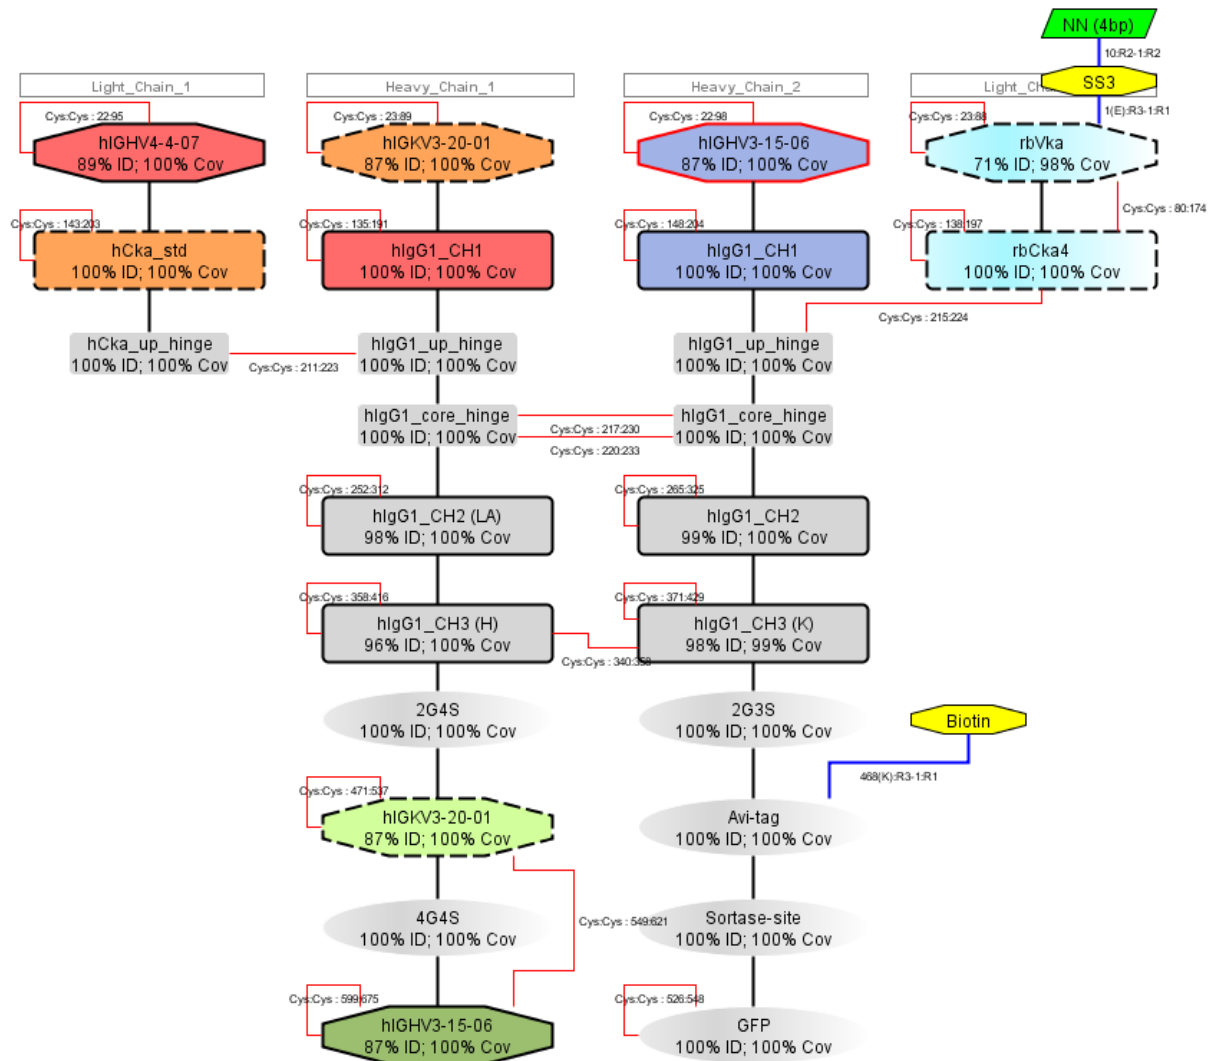 NN (4bp)
10:R2-1:R2
Light_Chain_1
Heavy_Chain_1
Heavy_Chain_2
SS3
1(E):R3-1:R1
Cys:Cys : 22:95
Cys:Cys : 23:89
Cys:Cys : 22:98
Cys:Cys : 23:88
hIGHV4-4-07
89% ID; 100% Cov
hIGKV3-20-01
87% ID; 100% Cov
hIGHV3-15-06
87% ID; 100% Cov
rbVka
71% ID; 98% Cov
Cys:Cys : 80:174
Cys:Cys : 143:203
Cys:Cys : 135:191
Cys:Cys : 148:204
Cys:Cys : 138:197
hCka_std
100% ID; 100% Cov
hIgG1_CH1
100% ID; 100% Cov
hIgG1_CH1
100% ID; 100% Cov
rbCka4
100% ID; 100% Cov
Cys:Cys : 215:224
hCka_up_hinge
100% ID; 100% Cov
Cys:Cys : 211:223
hIgG1_up_hinge
100% ID; 100% Cov
hIgG1_up_hinge
100% ID; 100% Cov
hIgG1_core_hinge
100% ID; 100% Cov
Cys:Cys : 217:230
Cys:Cys : 220:233
hIgG1_core_hinge
100% ID; 100% Cov
Cys:Cys : 252:312
Cys:Cys : 265:325
hIgG1_CH2 (LA)
98% ID; 100% Cov
hIgG1_CH2
99% ID; 100% Cov
Cys:Cys : 358:416
Cys:Cys : 371:429
hIgG1_CH3 (H)
96% ID; 100% Cov
hIgG1_CH3 (K)
98% ID; 99% Cov
Cys:Cys : 340:358
2G4S
100% ID; 100% Cov
2G3S
100% ID; 100% Cov
Biotin
468(K):R3-1:R1
Cys:Cys : 471:537
hIGKV3-20-01
87% ID; 100% Cov
Avi-tag
100% ID; 100% Cov
4G4S
100% ID; 100% Cov
Cys:Cys : 549:621
Sortase-site
100% ID; 100% Cov
Cys:Cys : 599:675
Cys:Cys : 526:548
hIGHV3-15-06
87% ID; 100% Cov
GFP
100% ID; 100% Cov